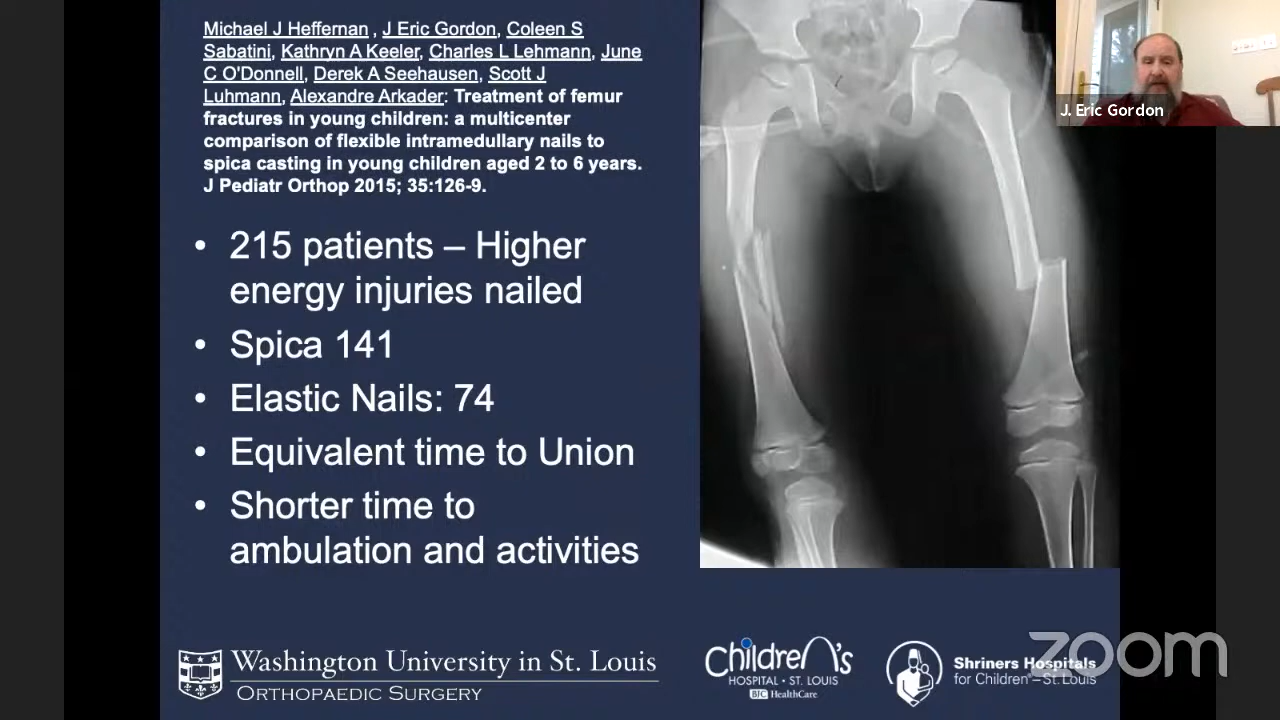 Michael J Heffernan , J Eric Gordon, Coleen S
Sabatini, Kathryn A Keeler, Charles L Lehmann, June
C O'Donnell, Derek A Seehausen, Scott J
Luhmann, Alexandre Arkader: Treatment of femur
fractures in young children: a multicenter
comparison of flexible intramedullary nails to
spica casting in young children aged 2 to 6 years.
J Pediatr Orthop 2015; 35:126-9.
• 215 patients – Higher
energy injuries nailed
• Spica 141
• Elastic Nails: 74
• Equivalent time to Union
• Shorter time to
ambulation and activities
J. Eric Gordon
Washington University in St. Louis
ORTHOPAEDIC SURGERY
ChildreN's
HOSPITAL • ST. LOUIS
BJC HealthCare
Shriners Hospitals
for Children®—St. Louis
zoom